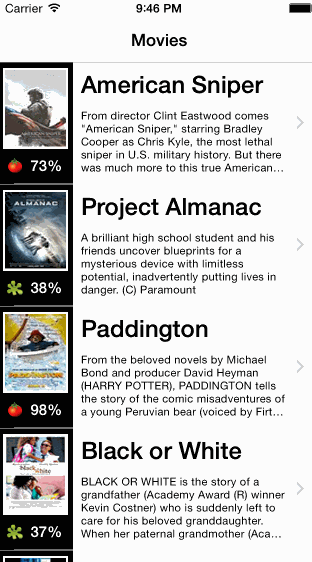 Carrier 9:46 PM
Movies
American Sniper
From director Clint Eastwood comes
"American Sniper," starring Bradley
Cooper as Chris Kyle, the most lethal
sniper in U.S. military history. But there
was much more to this true American...
73%
Project Almanac
A brilliant high school student and his
friends uncover blueprints for a
mysterious device with limitless
potential, inadvertently putting lives in
danger. (C) Paramount
ALMANAC
38%
Paddington
From the beloved novels by Michael
Bond and producer David Heyman
(HARRY POTTER), PADDINGTON tells
the story of the comic misadventures of
a young Peruvian bear (voiced by Firt...
PADDINGTON
98%
Black or White
BLACK OR WHITE is the story of a
grandfather (Academy Award (R) winner
Kevin Costner) who is suddenly left to
care for his beloved granddaughter.
When her paternal grandmother (Aca...
black or white
37%